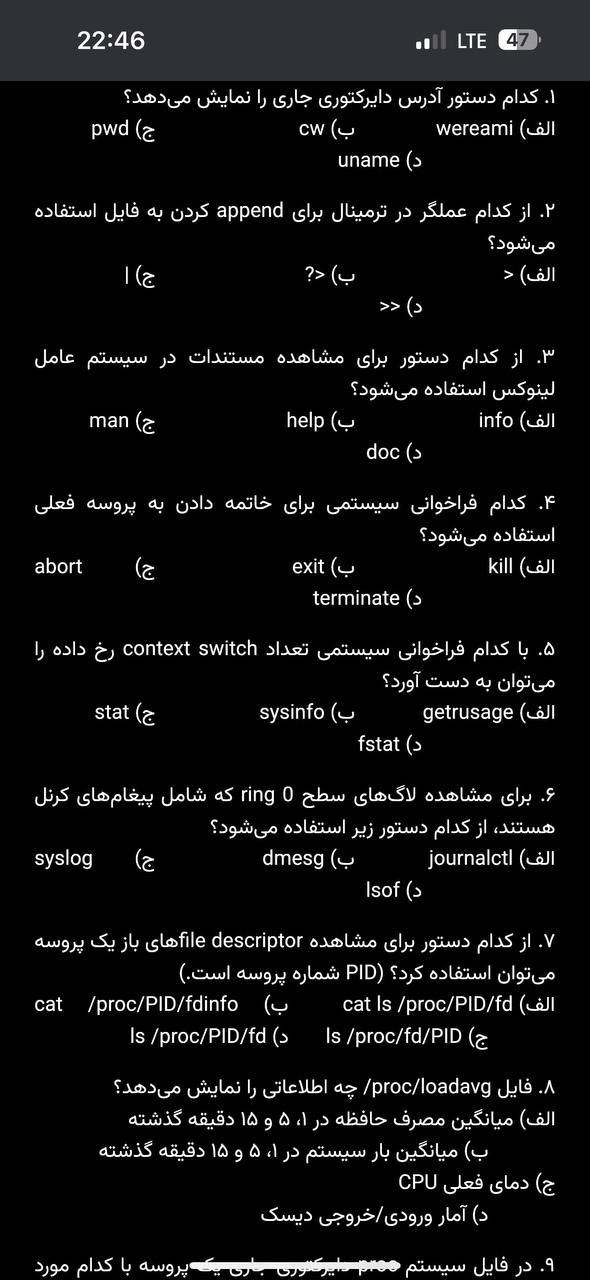 22:46 LTE 47
۱. کدام دستور آدرس دایرکتوری جاری را نمایش می‌دهد؟
الف) wereami ب) cw ج) pwd
د) uname
۲. از کدام عملگر در ترمینال برای append کردن به فایل استفاده
می‌شود؟
الف) > ب) ?> ج) |
د) >>
۳. از کدام دستور برای مشاهده مستندات در سیستم عامل
لینوکس استفاده می‌شود؟
الف) info ب) help ج) man
د) doc
۴. کدام فراخوانی سیستمی برای خاتمه دادن به پروسه فعلی
استفاده می‌شود؟
الف) kill ب) exit ج) abort
د) terminate
۵. با کدام فراخوانی سیستمی تعداد context switch رخ داده را
می‌توان به دست آورد؟
الف) getrusage ب) sysinfo ج) stat
د) fstat
۶. برای مشاهده لاگ‌های سطح ring 0 که شامل پیغام‌های کرنل
هستند، از کدام دستور زیر استفاده می‌شود؟
الف) journalctl ب) dmesg ج) syslog
د) lsof
۷. از کدام دستور برای مشاهده file descriptorهای باز یک پروسه
می‌توان استفاده کرد؟ (PID شماره پروسه است.)
الف) cat ls /proc/PID/fd ب) cat /proc/PID/fdinfo
ج) ls /proc/fd/PID د) ls /proc/PID/fd
۸. فایل /proc/loadavg چه اطلاعاتی را نمایش می‌دهد؟
الف) میانگین مصرف حافظه در ۱، ۵ و ۱۵ دقیقه گذشته
ب) میانگین بار سیستم در ۱، ۵ و ۱۵ دقیقه گذشته
ج) دمای فعلی CPU
د) آمار ورودی/خروجی دیسک
۹. در فایل سیستم proc دایرکتوری جاری یک پروسه با کدام مورد